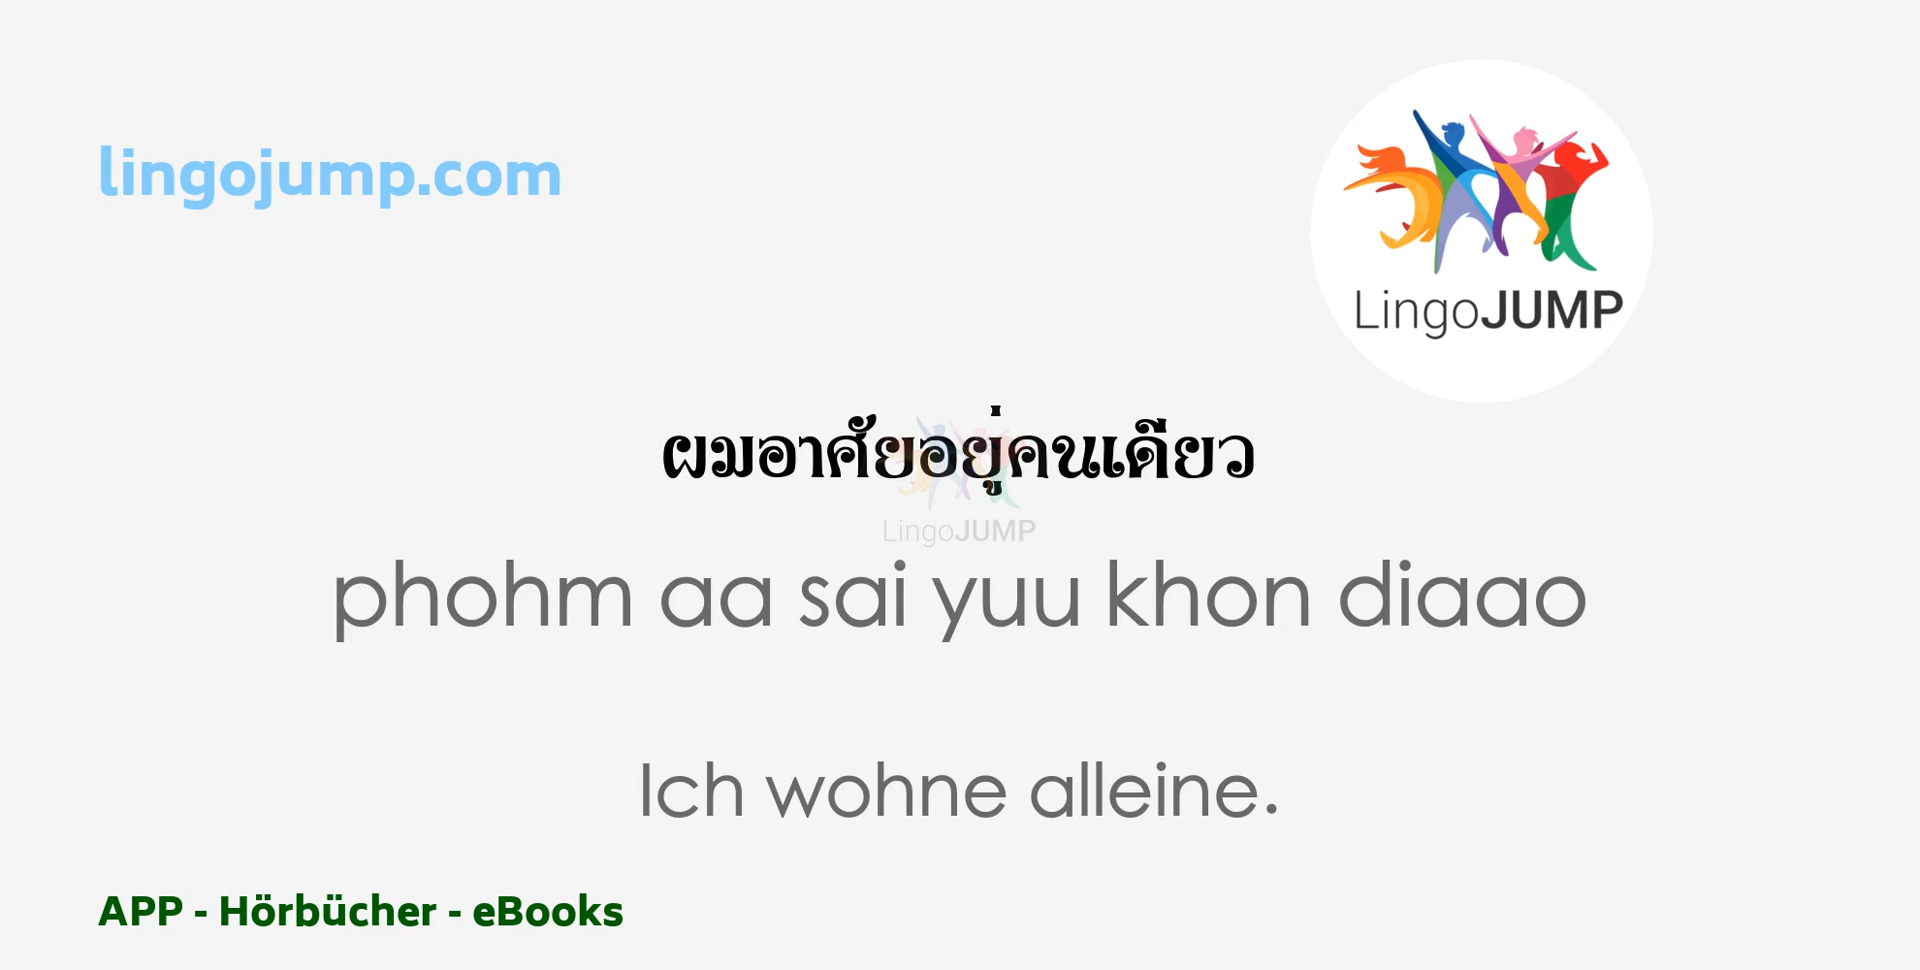 lingojump.com
LingoJUMP
ผมอาศัยอยู่คนเดียว
LingoJUMP
phohm aa sai yuu khon diaao
Ich wohne alleine.
APP - Hörbücher - eBooks